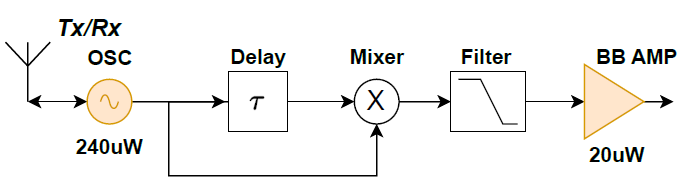 Tx/Rx
OSC
Delay
Mixer
Filter
BB AMP
τ
X
240uW
20uW